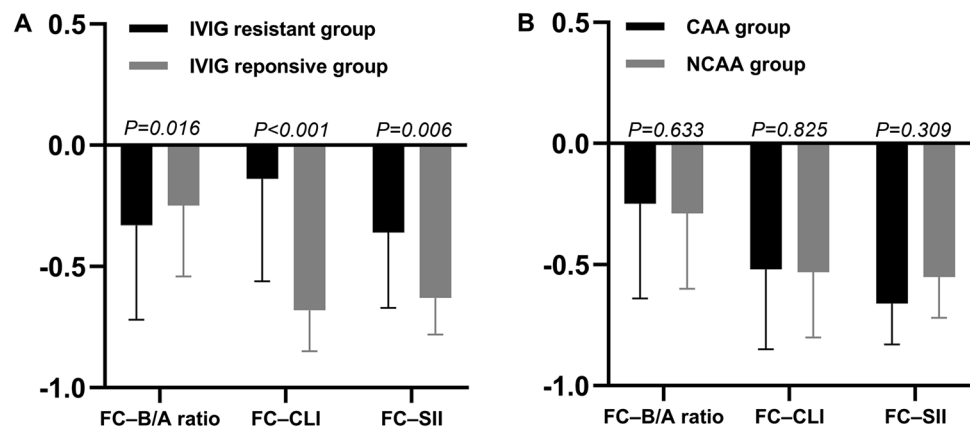 A
0.5
IVIG resistant group
IVIG reponsive group
P=0.016 P<0.001 P=0.006
0.0
-0.5
-1.0
FC–B/A ratio FC–CLI FC–SII
B
0.5
CAA group
NCAA group
P=0.633 P=0.825 P=0.309
0.0
-0.5
-1.0
FC–B/A ratio FC–CLI FC–SII